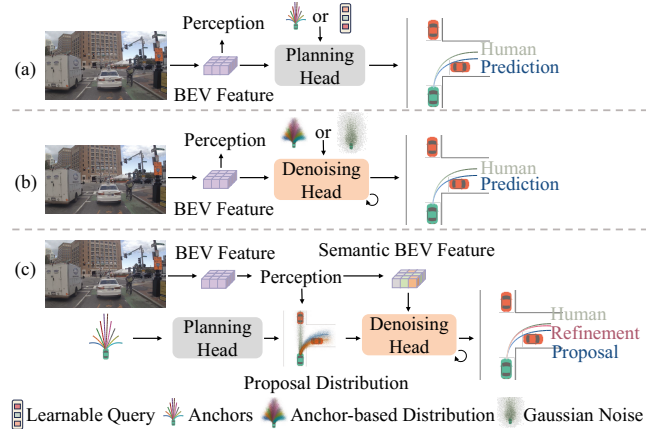 (a)
Perception
or
Planning
Head
BEV Feature
Human
Prediction
(b)
Perception
or
Denoising
Head
BEV Feature
Human
Prediction
(c)
BEV Feature
Semantic BEV Feature
Perception
Planning
Head
Denoising
Head
Human
Refinement
Proposal
Proposal Distribution
Learnable Query Anchors Anchor-based Distribution Gaussian Noise